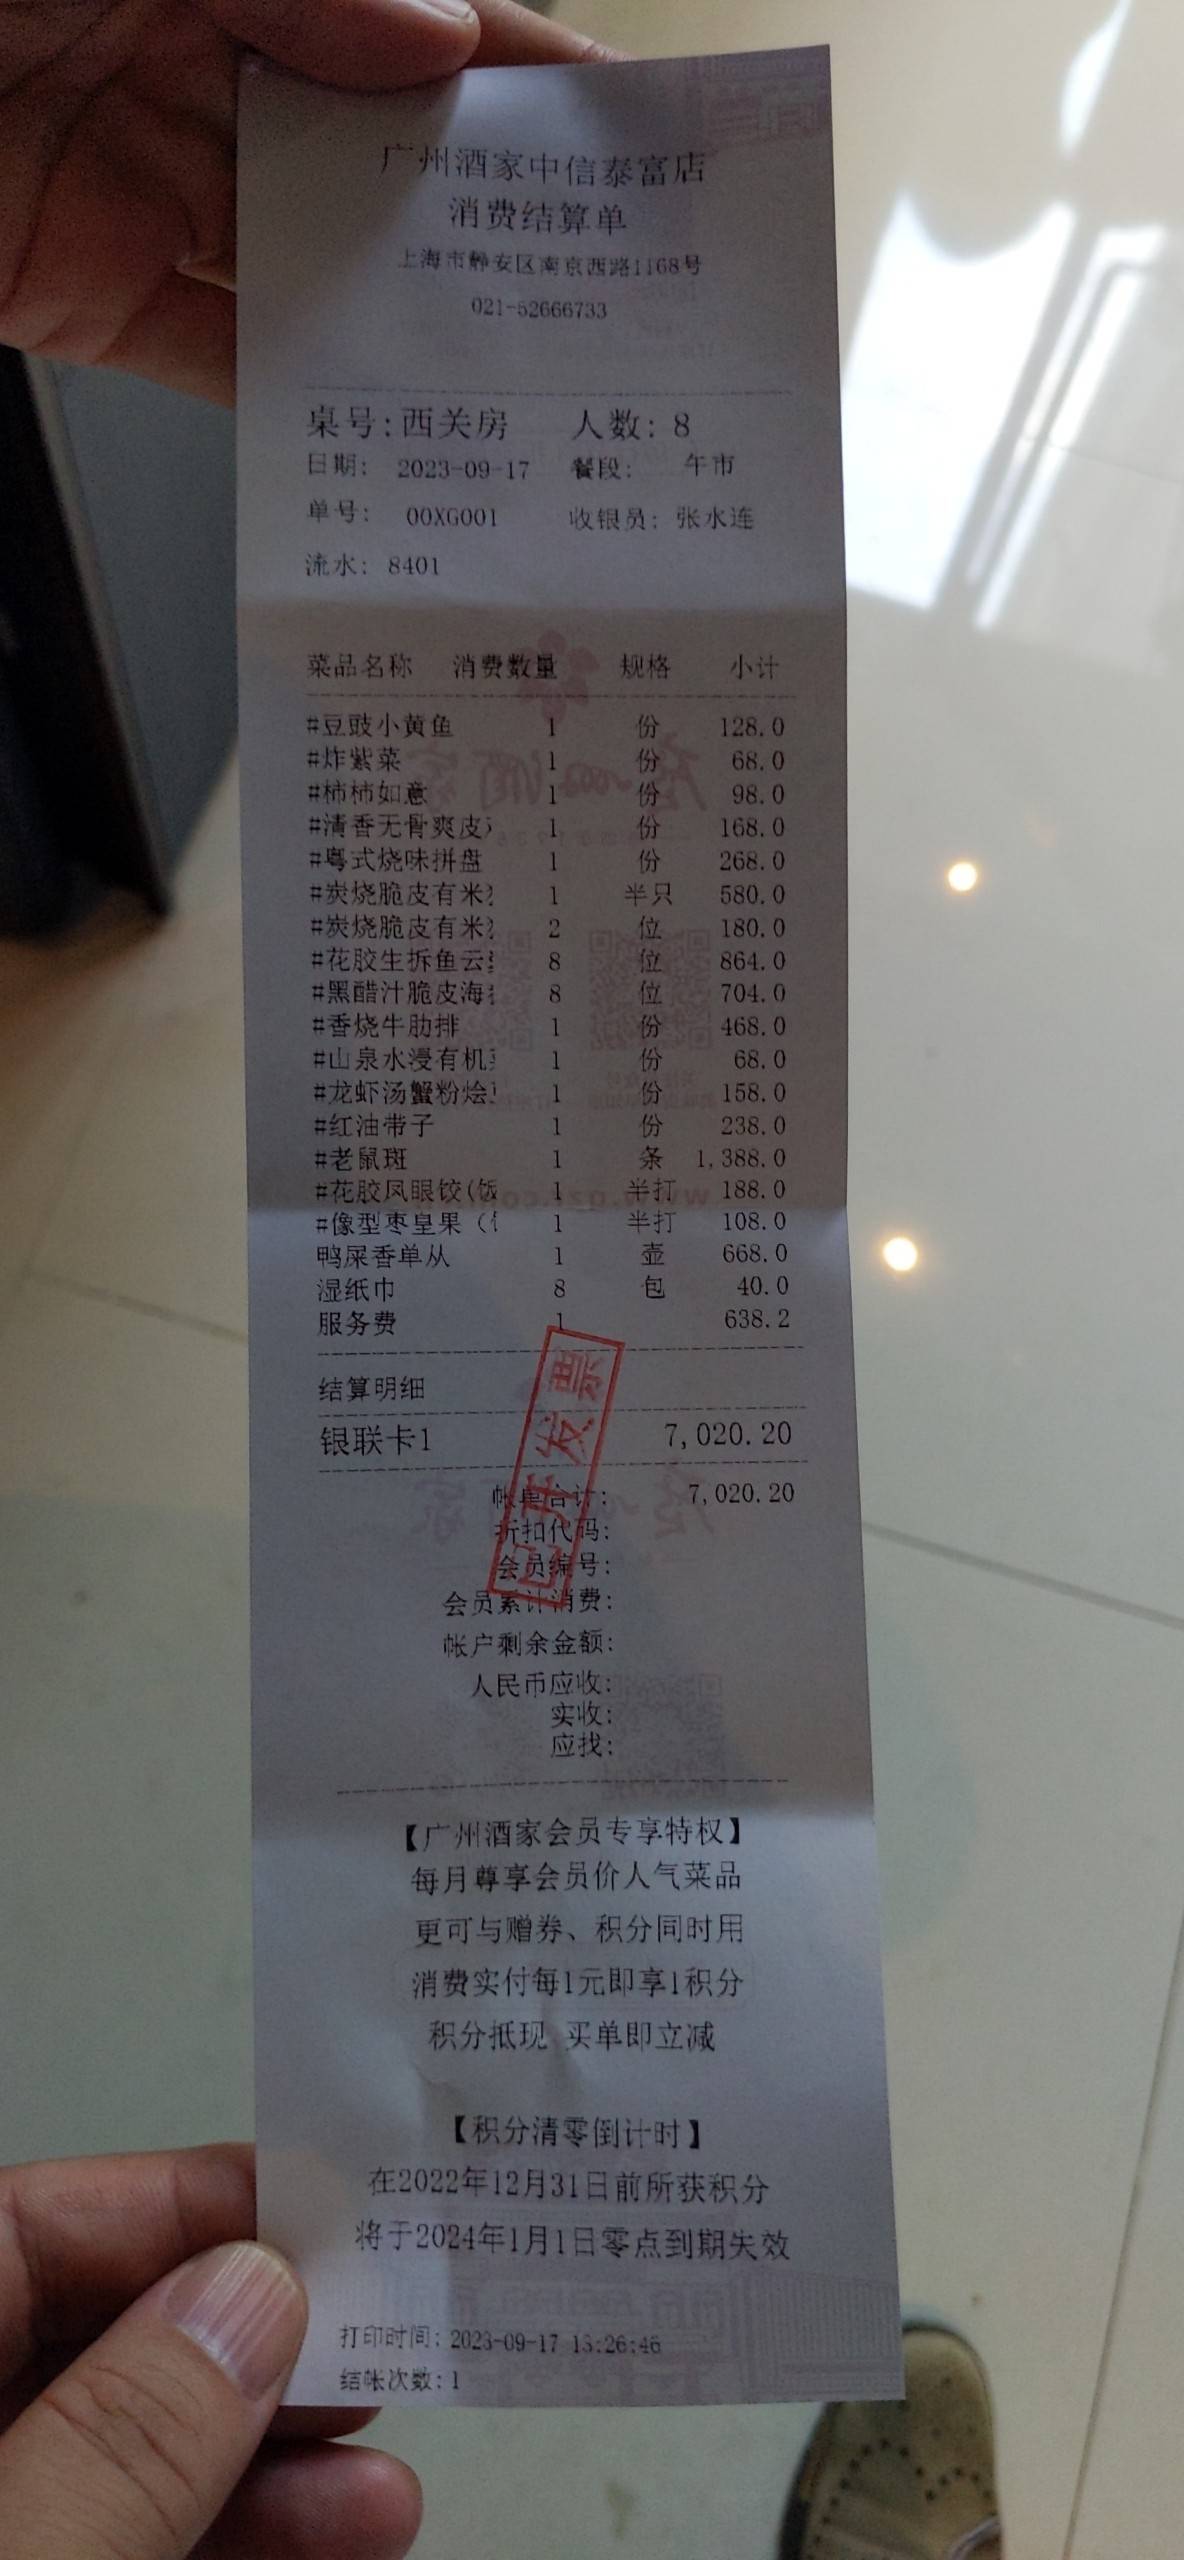 广州酒家中信泰富店
消费结算单
上海市静安区南京西路1168号
021-52666733
桌号:西关房 人数: 8
日期: 2023-09-17 餐段: 午市
单号: 00XG001 收银员: 张水连
流水: 8401
菜品名称 消费数量 规格 小计
#豆豉小黄鱼 1 份 128.0
#炸紫菜 1 份 68.0
#柿柿如意 1 份 98.0
#清香无骨爽皮 1 份 168.0
#粤式烧味拼盘 1 份 268.0
#炭烧脆皮有米 1 半只 580.0
#炭烧脆皮有米 2 位 180.0
#花胶生拆鱼云 8 位 864.0
#黑醋汁脆皮海 8 位 704.0
#香烧牛肋排 1 份 468.0
#山泉水浸有机 1 份 68.0
#龙虾汤蟹粉烩 1 份 158.0
#红油带子 1 份 238.0
#老鼠斑 1 条 1,388.0
#花胶凤眼饺(饭 1 半打 188.0
#像型枣皇果（ 1 半打 108.0
鸭屎香单从 1 壶 668.0
湿纸巾 8 包 40.0
服务费 1 638.2
结算明细
银联卡1 7,020.20
帐单合计: 7,020.20
折扣代码:
会员编号:
会员累计消费:
帐户剩余金额:
人民币应收:
实收:
应找:
已开发票
【广州酒家会员专享特权】
每月尊享会员价人气菜品
更可与赠券、积分同时用
消费实付每1元即享1积分
积分抵现 买单即立减
【积分清零倒计时】
在2022年12月31日前所获积分
将于2024年1月1日零点到期失效
打印时间: 2023-09-17 13:26:46
结帐次数: 1